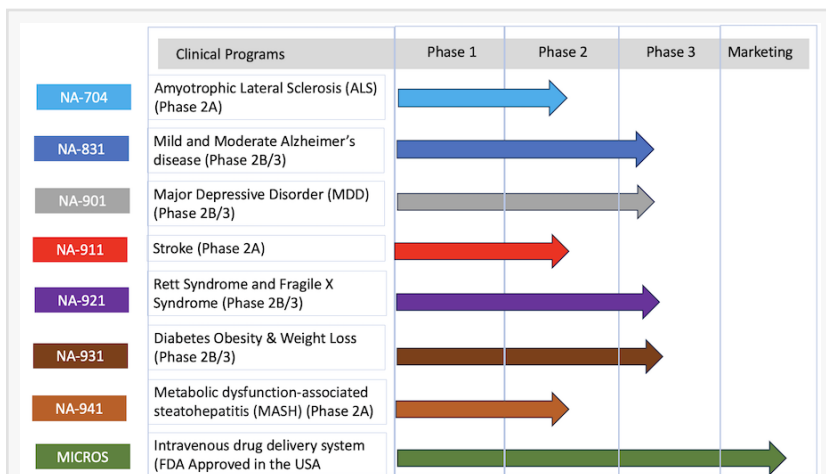 Clinical Programs Phase 1 Phase 2 Phase 3 Marketing
NA-704
Amyotrophic Lateral Sclerosis (ALS)
(Phase 2A)
NA-831
Mild and Moderate Alzheimer's
disease (Phase 2B/3)
NA-901
Major Depressive Disorder (MDD)
(Phase 2B/3)
NA-911
Stroke (Phase 2A)
NA-921
Rett Syndrome and Fragile X
Syndrome (Phase 2B/3)
NA-931
Diabetes Obesity & Weight Loss
(Phase 2B/3)
NA-941
Metabolic dysfunction-associated
steatohepatitis (MASH) (Phase 2A)
MICROS
Intravenous drug delivery system
(FDA Approved in the USA